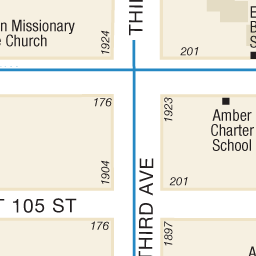 n Missionary
e Church
1924
THI
201
176
1923
Amber
Charter
School
1904
201
T 105 ST
THIRD AVE
176
1897